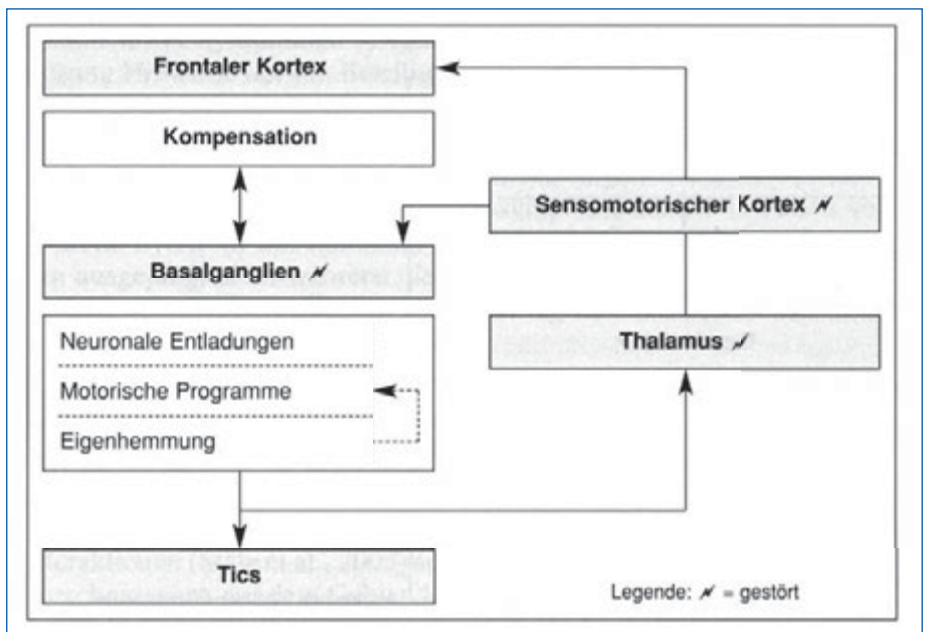 Frontaler Kortex
Kompensation
Sensomotorischer Kortex
Basalganglien
Neuronale Entladungen
Motorische Programme
Eigenhemmung
Thalamus
Tics
Legende: = gestört